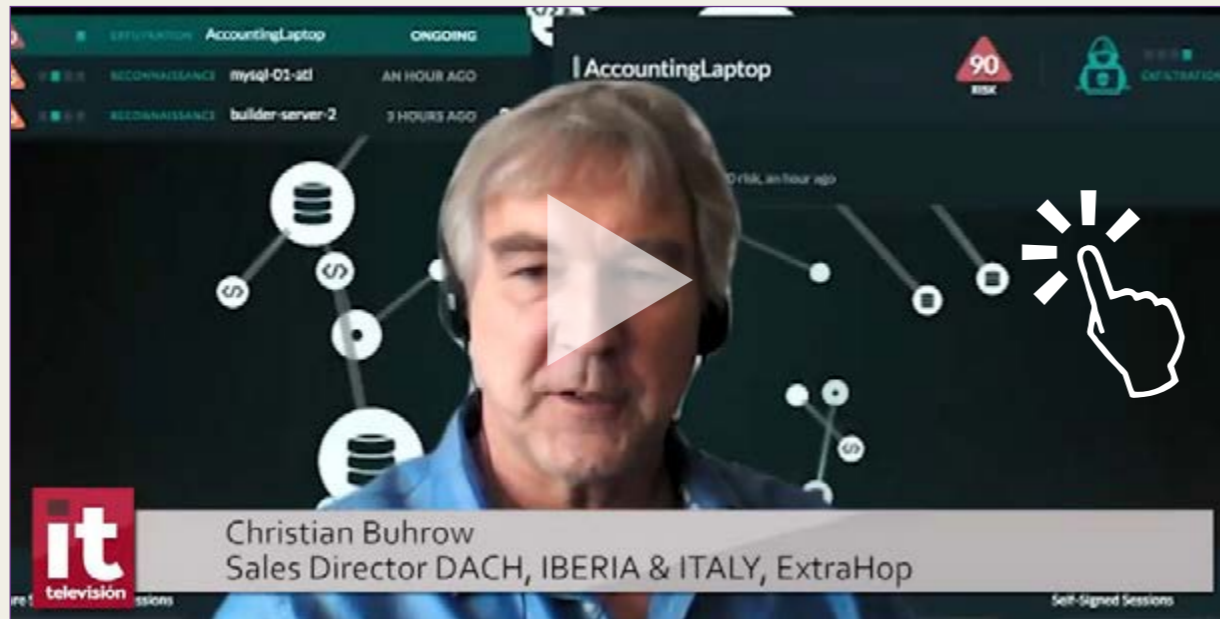 EXFILTRATION AccountingLaptop ONGOING
RECONNAISSANCE mysql-01-atl AN HOUR AGO
RECONNAISSANCE builder-server-2 3 HOURS AGO
AccountingLaptop
90
RISK
EXFILTRATION
risk, an hour ago
Christian Buhrow
Sales Director DACH, IBERIA & ITALY, ExtraHop
it
televisión
Self-Signed Sessions